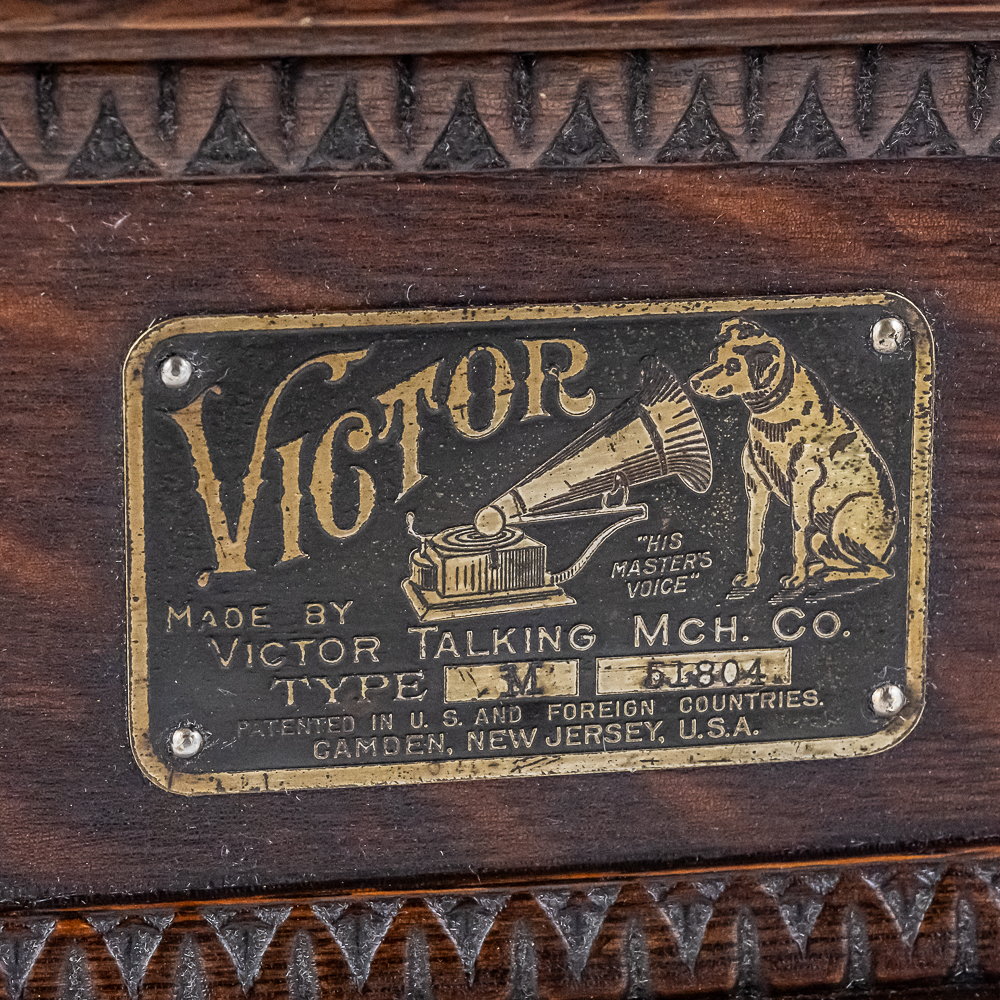 VICTOR
"HIS
MASTER'S
VOICE"
MADE BY
VICTOR TALKING MCH. CO.
TYPE M 51804
PATENTED IN U. S. AND FOREIGN COUNTRIES.
CAMDEN, NEW JERSEY, U.S.A.